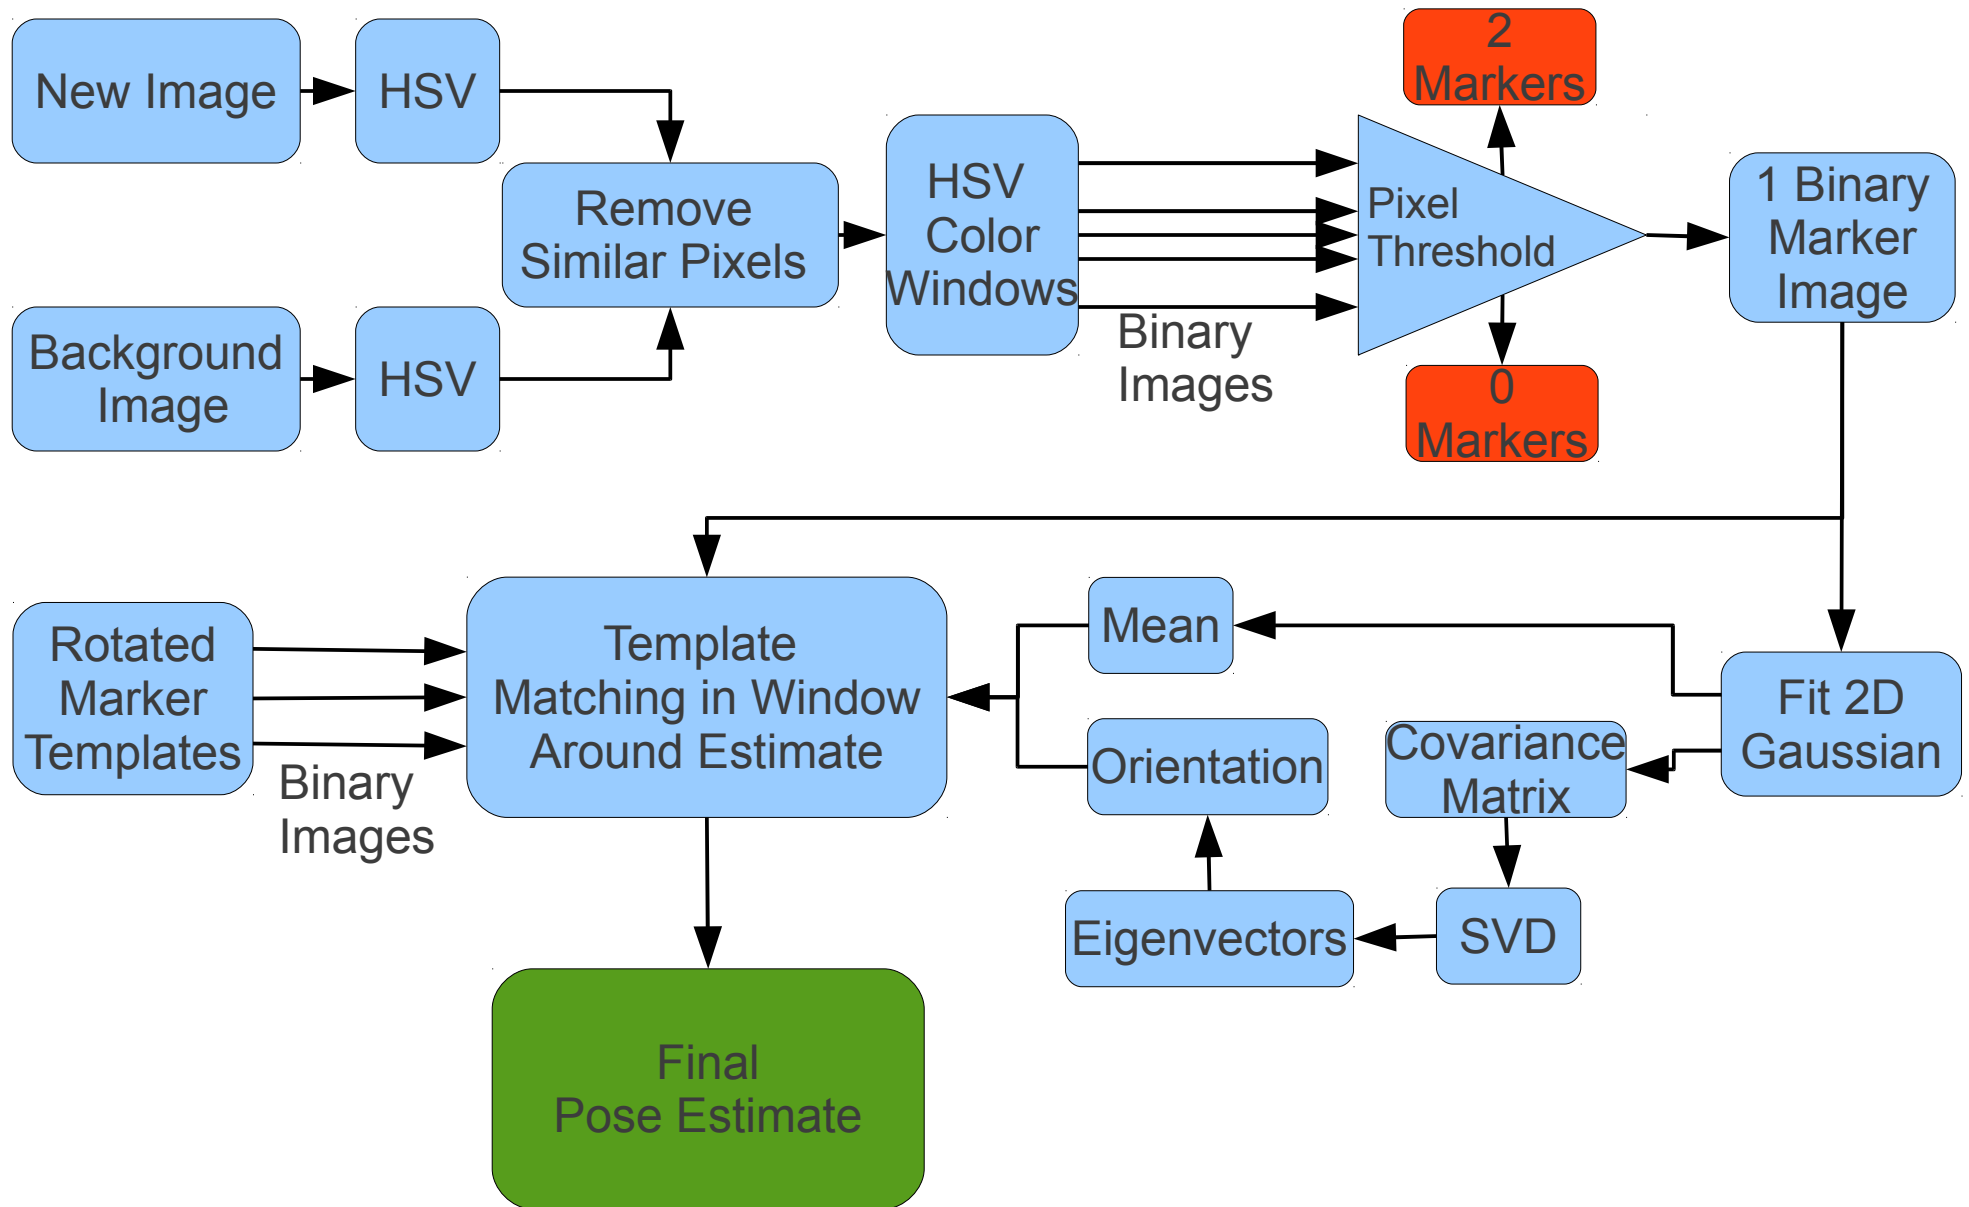 New Image
HSV
Remove
Similar Pixels
Background
Image
HSV
HSV
Color
Windows
Binary
Images
Pixel
Threshold
2
Markers
0
Markers
1 Binary
Marker
Image
Rotated
Marker
Templates
Binary
Images
Template
Matching in Window
Around Estimate
Mean
Orientation
Covariance
Matrix
Fit 2D
Gaussian
Eigenvectors
SVD
Final
Pose Estimate